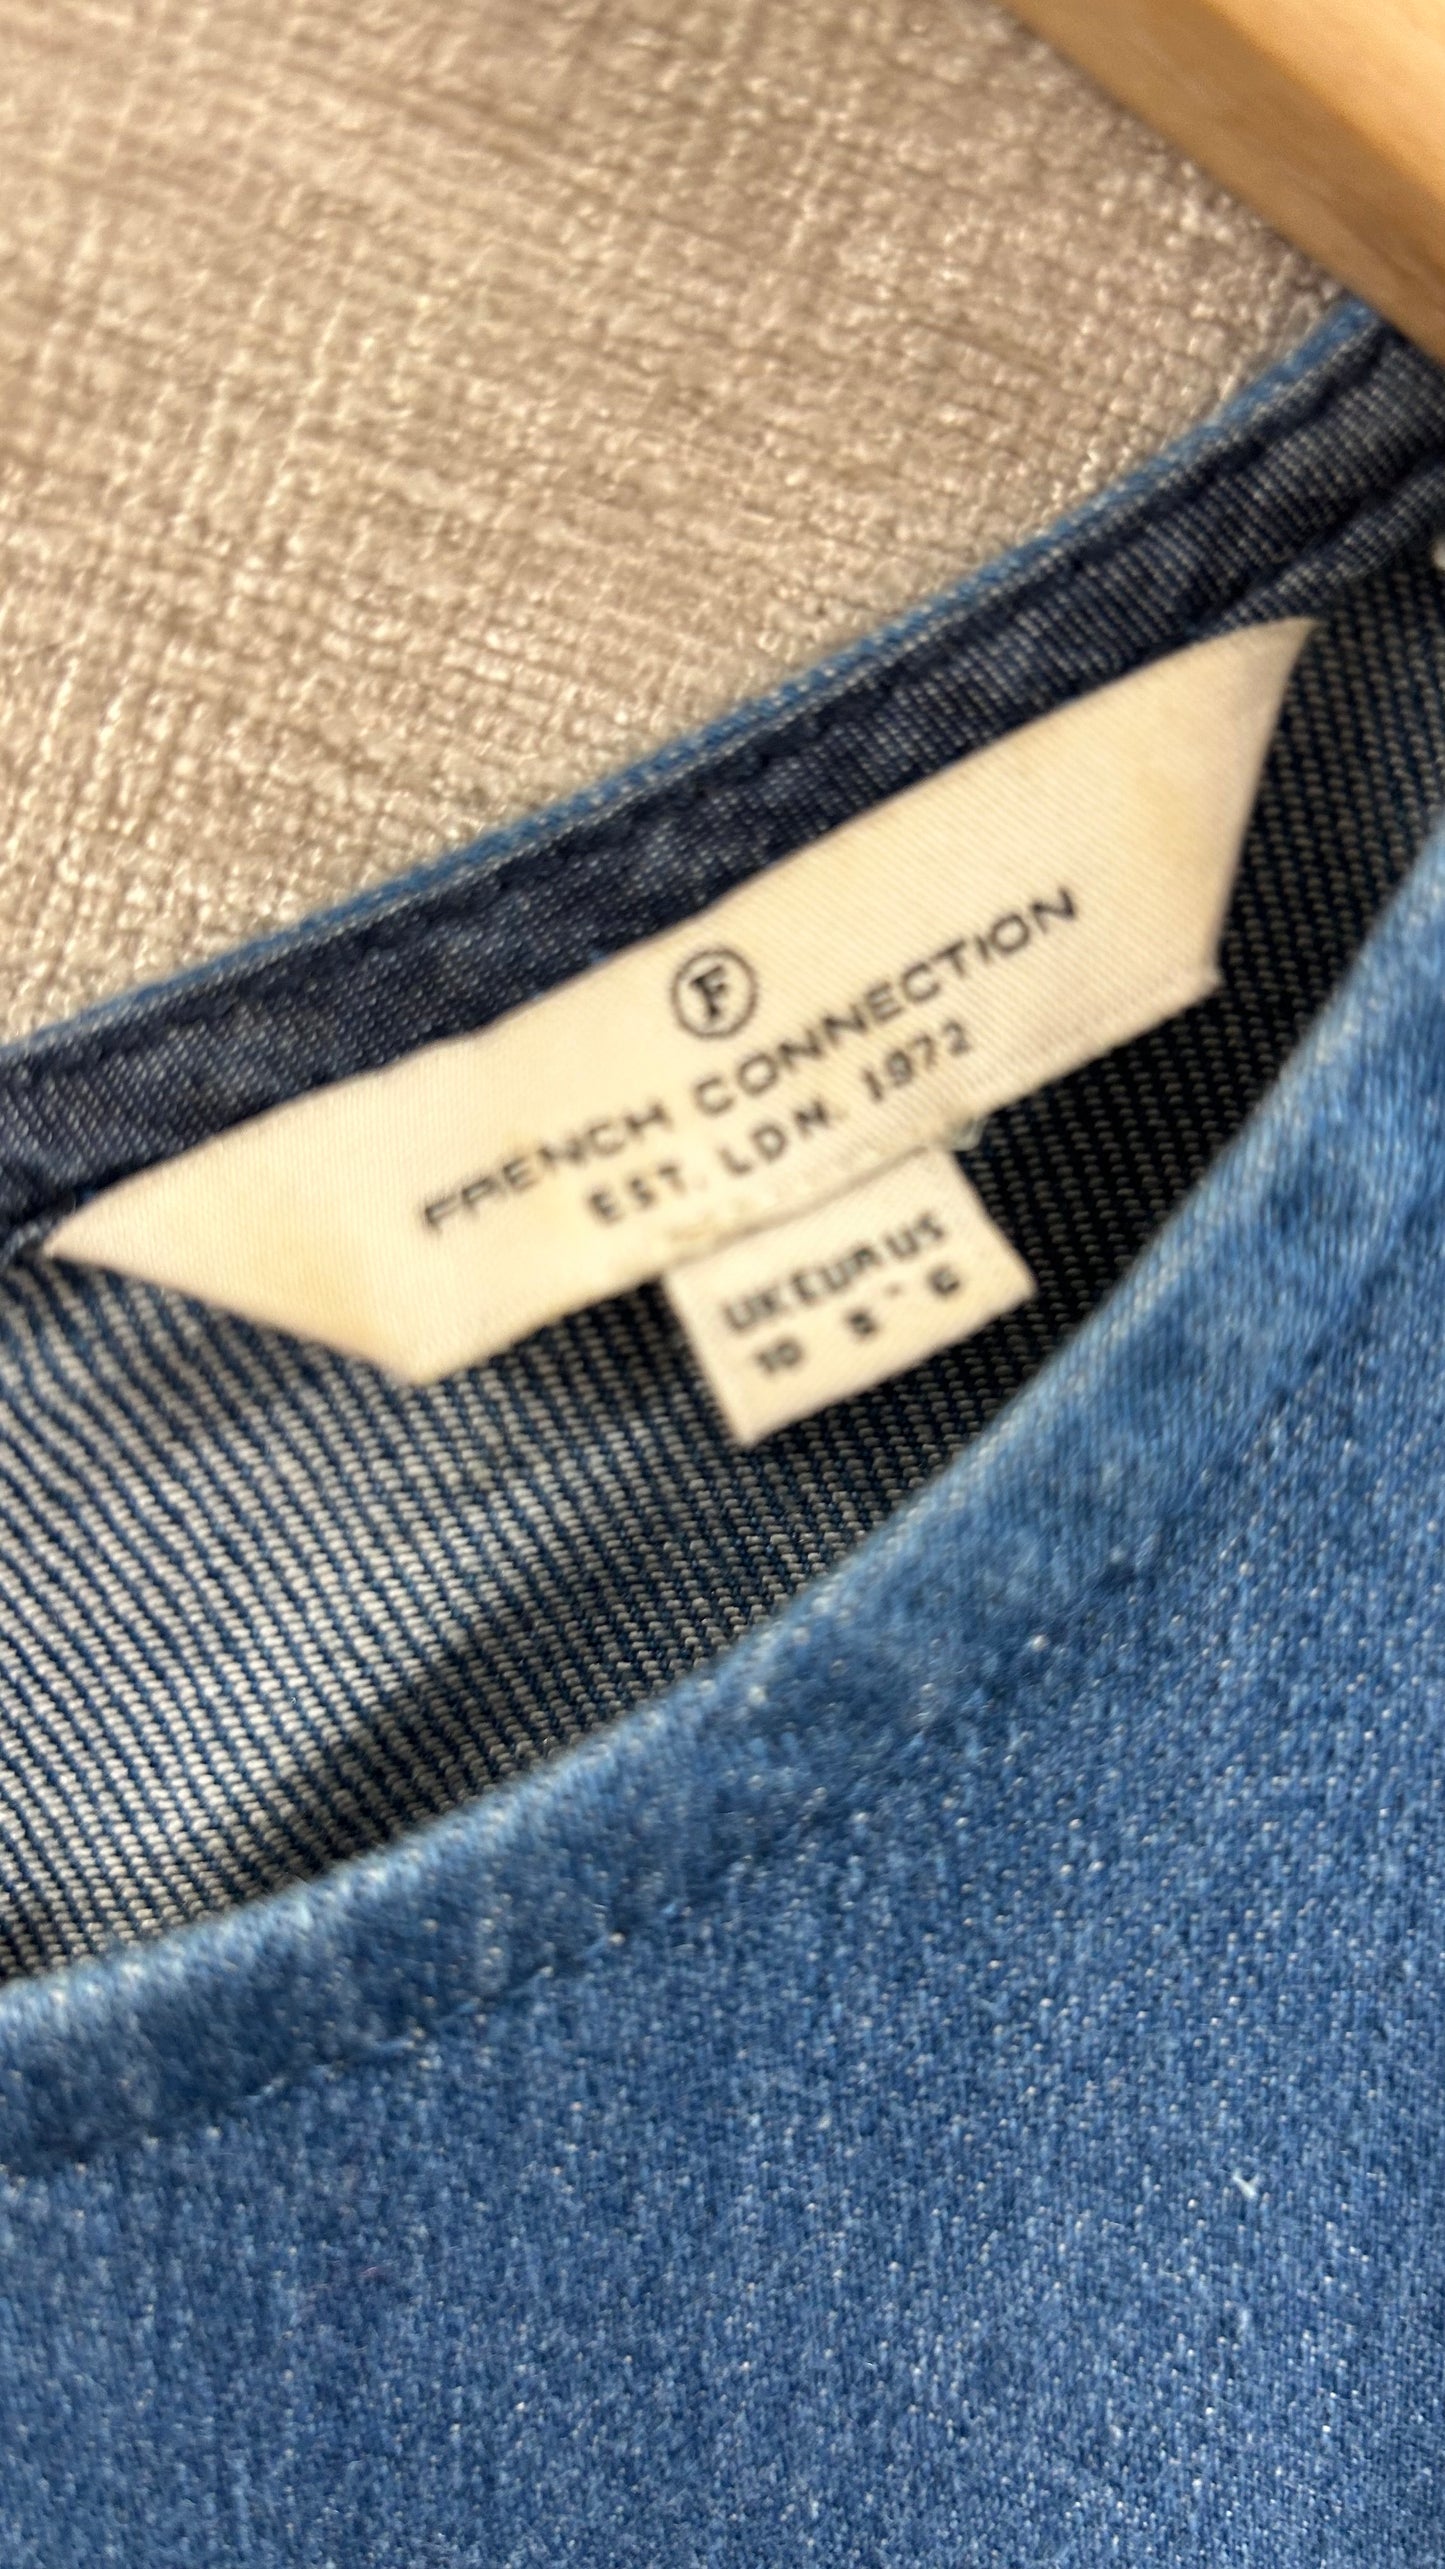 F
FRENCH CONNECTION
EST. LDN. 1972
UK EUR US
10 S 6